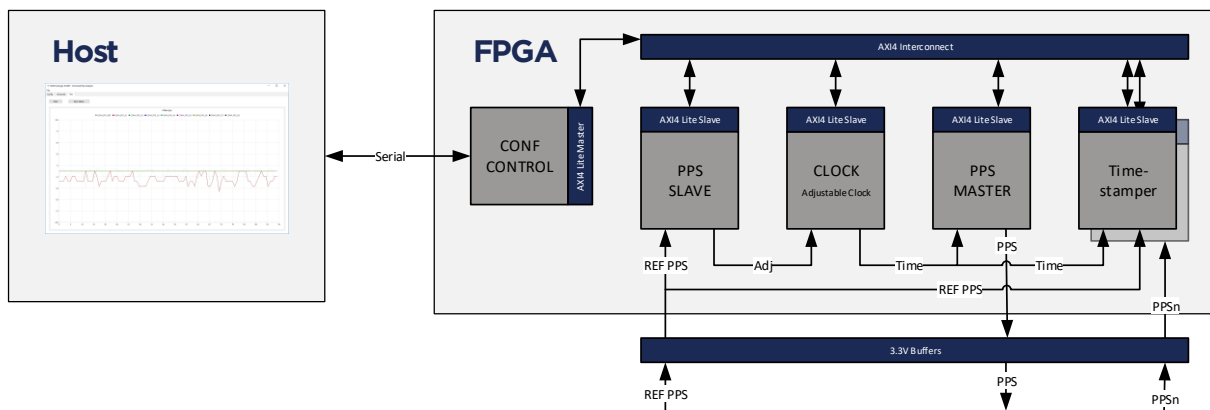 Host
FPGA
AXI4 Interconnect
AXI4 Lite Slave
AXI4 Lite Slave
AXI4 Lite Slave
AXI4 Lite Slave
CONF
CONTROL
AXI4 Lite Master
Serial
PPS
SLAVE
CLOCK
Adjustable Clock
PPS
MASTER
Time-
stamper
REF PPS
Adj
Time
PPS
Time
REF PPS
PPSn
3.3V Buffers
REF PPS
PPS
PPSn